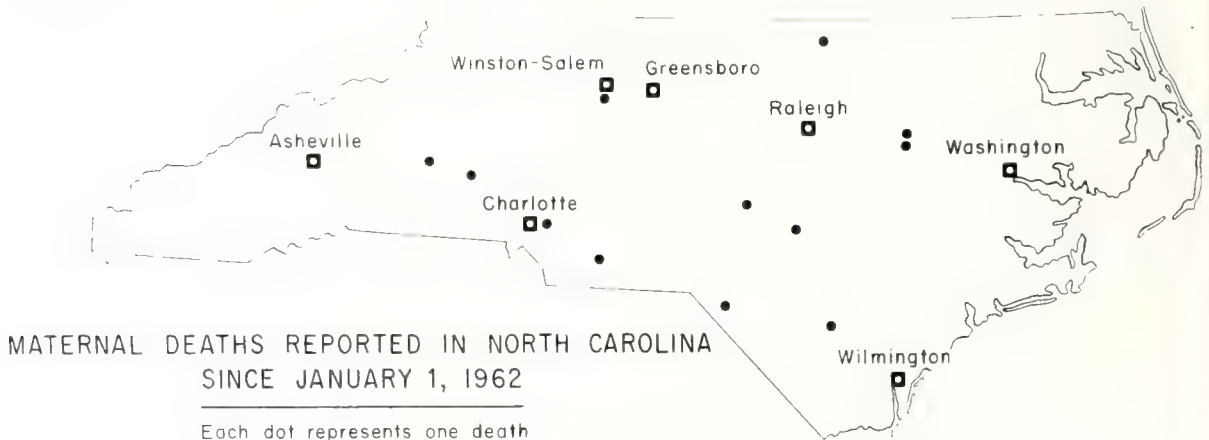 Winston-Salem
Greensboro
Raleigh
Asheville
Washington
Charlotte
MATERNAL DEATHS REPORTED IN NORTH CAROLINA
SINCE JANUARY 1, 1962
Wilmington
Each dot represents one death